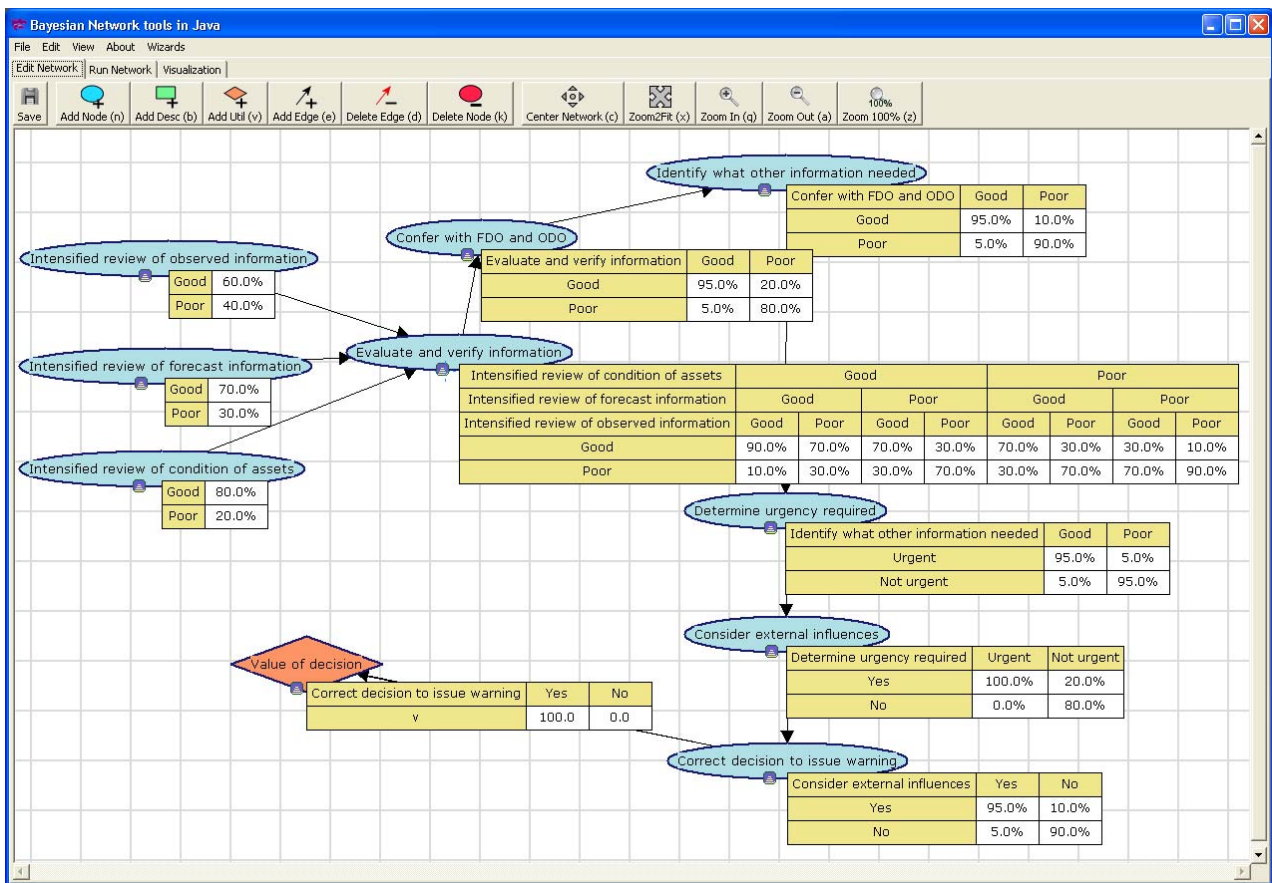 Bayesian Network tools in Java
File Edit View About Wizards
Edit Network Run Network Visualization
Save Add Node (n) Add Desc (b) Add Util (v) Add Edge (e) Delete Edge (d) Delete Node (k) Center Network (c) Zoom2Fit (x) Zoom In (q) Zoom Out (a) 100% Zoom 100% (z)
Identify what other information needed
Confer with FDO and ODO Good Poor
Good 95.0% 10.0%
Poor 5.0% 90.0%
Confer with FDO and ODO
Evaluate and verify information Good Poor
Good 95.0% 20.0%
Poor 5.0% 80.0%
Intensified review of observed information
Good 60.0%
Poor 40.0%
Evaluate and verify information
Intensified review of forecast information
Good 70.0%
Poor 30.0%
Intensified review of condition of assets Good Poor
Intensified review of forecast information Good Poor Good Poor
Intensified review of observed information Good Poor Good Poor Good Poor Good Poor
Good 90.0% 70.0% 70.0% 30.0% 70.0% 30.0% 30.0% 10.0%
Poor 10.0% 30.0% 30.0% 70.0% 30.0% 70.0% 70.0% 90.0%
Intensified review of condition of assets
Good 80.0%
Poor 20.0%
Determine urgency required
Identify what other information needed Good Poor
Urgent 95.0% 5.0%
Not urgent 5.0% 95.0%
Consider external influences
Determine urgency required Urgent Not urgent
Yes 100.0% 20.0%
No 0.0% 80.0%
Value of decision
Correct decision to issue warning Yes No
v 100.0 0.0
Correct decision to issue warning
Consider external influences Yes No
Yes 95.0% 10.0%
No 5.0% 90.0%